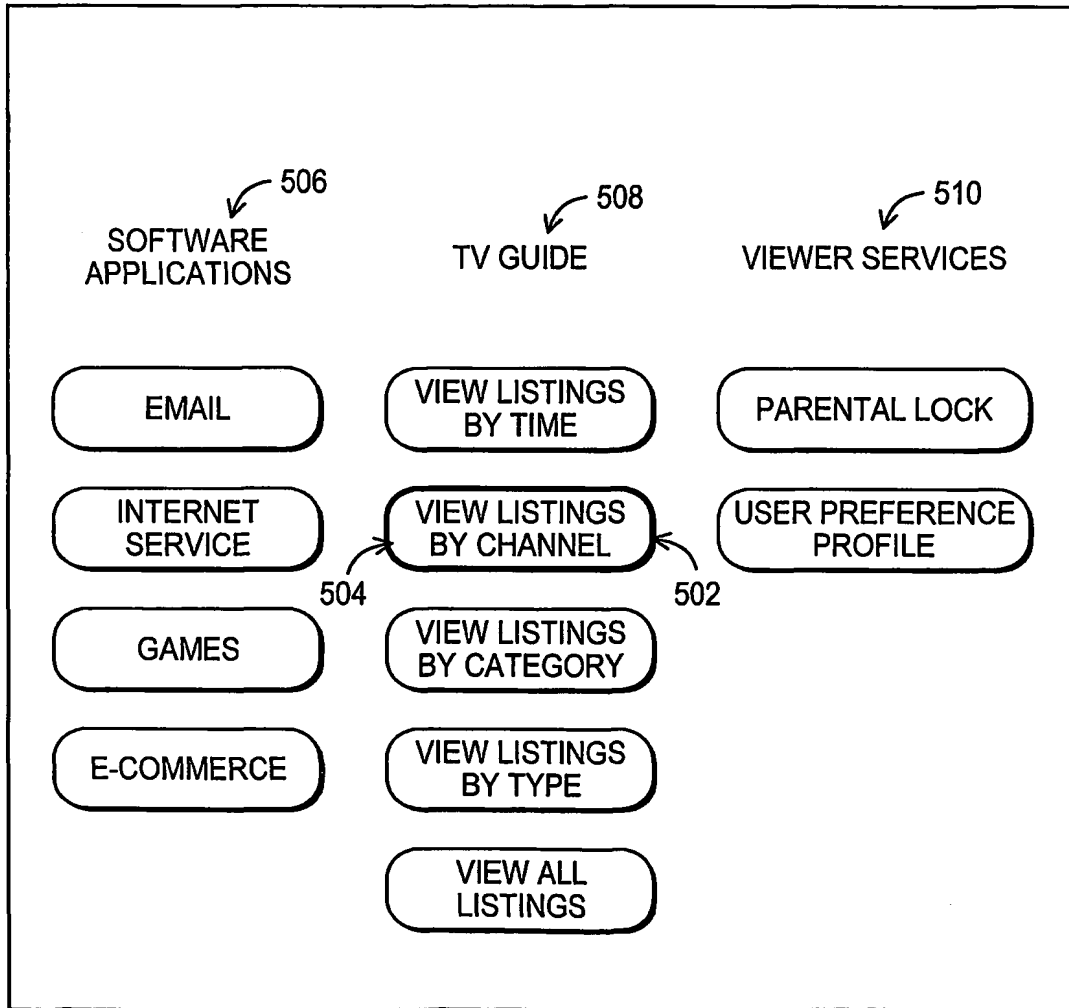 506
508
510
SOFTWARE
APPLICATIONS
TV GUIDE
VIEWER SERVICES
EMAIL
VIEW LISTINGS
BY TIME
PARENTAL LOCK
INTERNET
SERVICE
VIEW LISTINGS
BY CHANNEL
USER PREFERENCE
PROFILE
504
502
GAMES
VIEW LISTINGS
BY CATEGORY
E-COMMERCE
VIEW LISTINGS
BY TYPE
VIEW ALL
LISTINGS